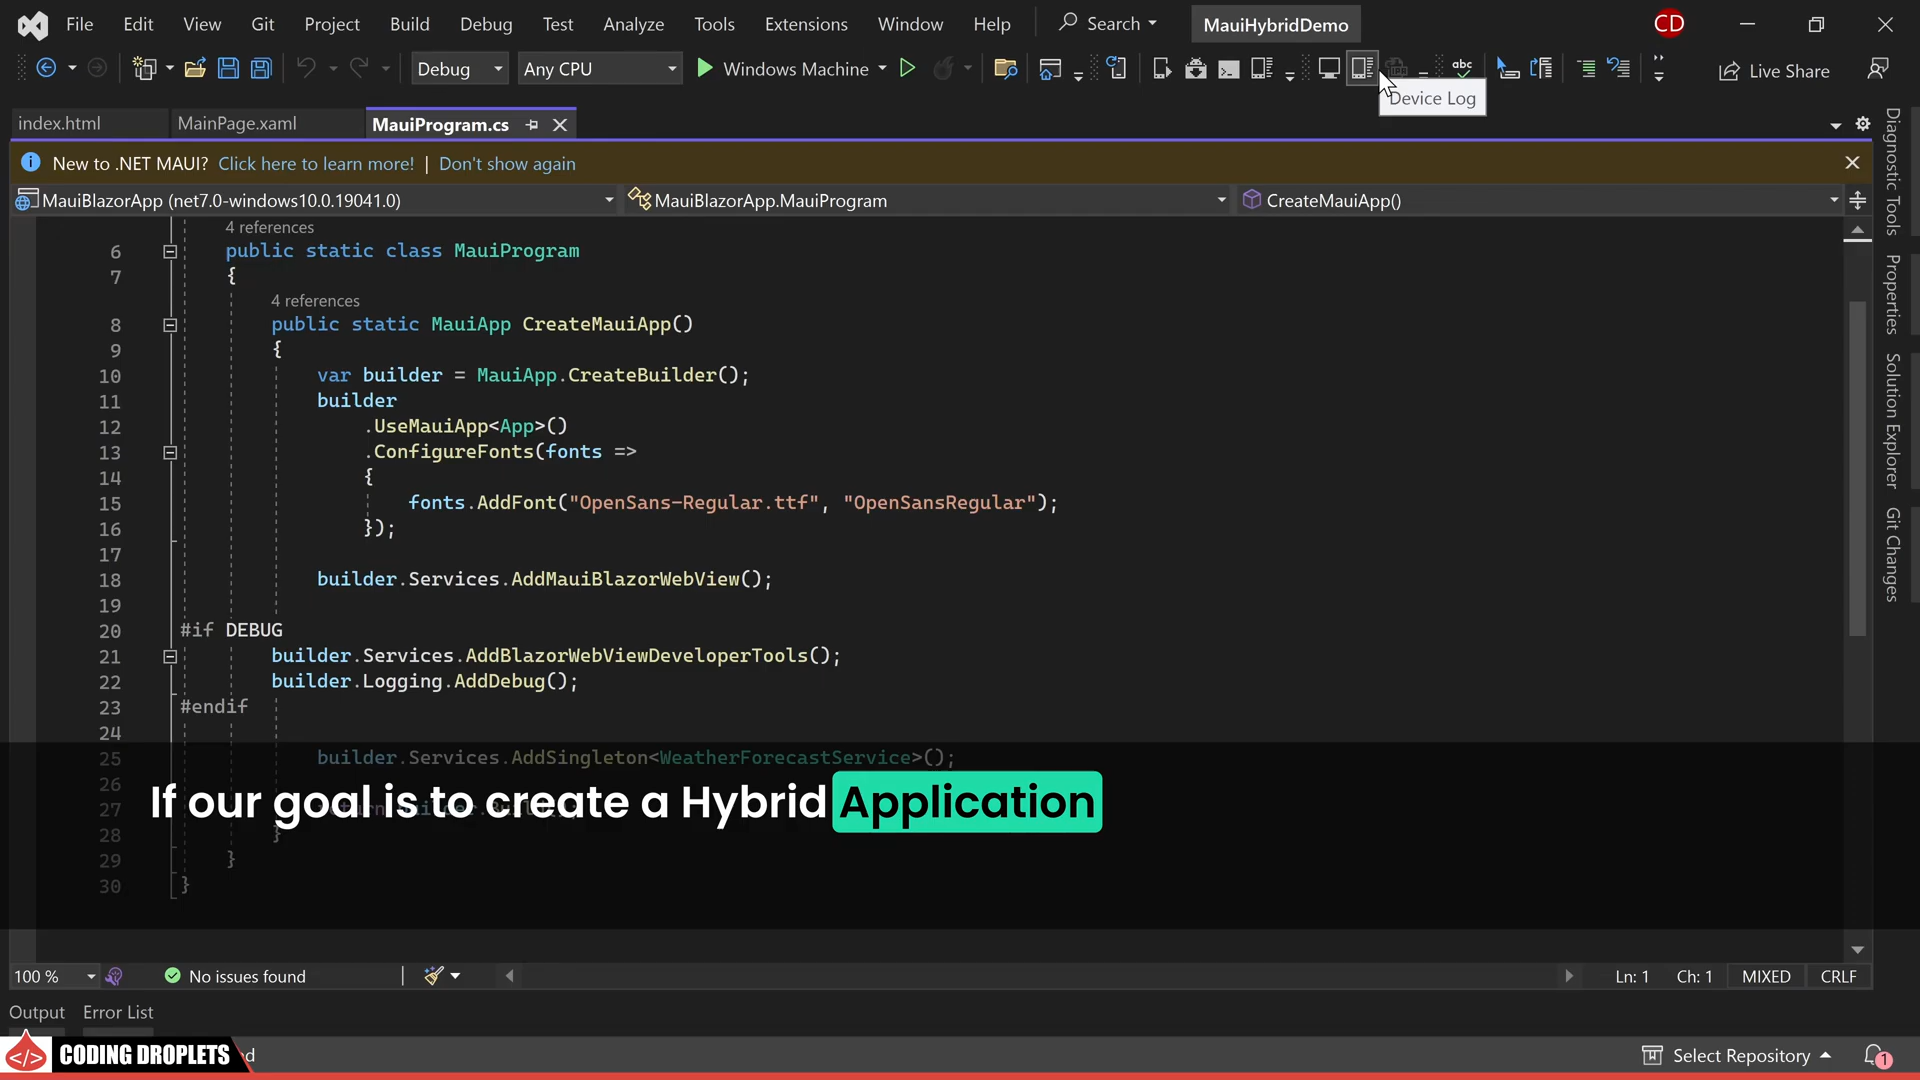 File Edit View Git Project Build Debug Test Analyze Tools Extensions Window Help Search MauiHybridDemo CD
Debug Any CPU Windows Machine abc Live Share
Device Log
index.html MainPage.xaml MauiProgram.cs
New to .NET MAUI? Click here to learn more! | Don't show again
MauiBlazorApp (net7.0-windows10.0.19041.0) MauiBlazorApp.MauiProgram CreateMauiApp()
4 references
6 public static class MauiProgram
7 {
4 references
8 public static MauiApp CreateMauiApp()
9 {
10 var builder = MauiApp.CreateBuilder();
11 builder
12 .UseMauiApp<App>()
13 .ConfigureFonts(fonts =>
14 {
15 fonts.AddFont("OpenSans-Regular.ttf", "OpenSansRegular");
16 });
17
18 builder.Services.AddMauiBlazorWebView();
19
20 #if DEBUG
21 builder.Services.AddBlazorWebViewDeveloperTools();
22 builder.Logging.AddDebug();
23 #endif
24
25 builder.Services.AddSingleton<WeatherForecastService>();
26
If our goal is to create a Hybrid Application
27
28 }
29 }
30 }
Diagnostic Tools
Properties
Solution Explorer
Git Changes
100 % No issues found Ln: 1 Ch: 1 MIXED CRLF
Output Error List
</> CODING DROPLETS
Select Repository 1